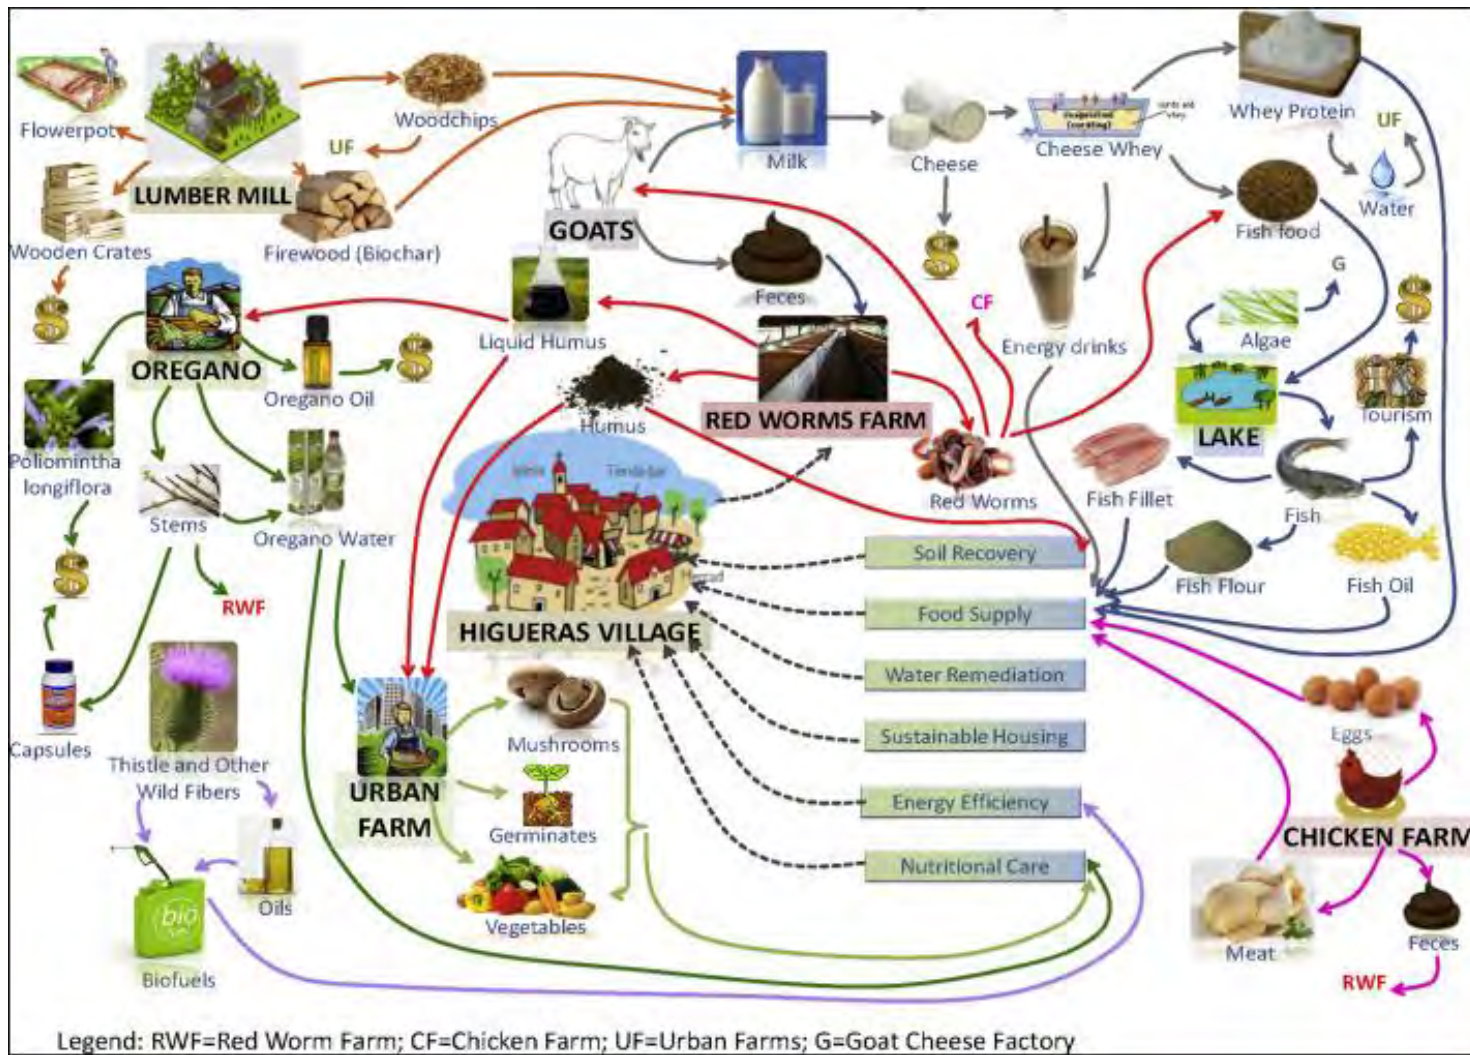 Flowerpot
LUMBER MILL
Woodchips
UF
Wooden Crates
Firewood (Biochar)
$
GOATS
Milk
Cheese
$
Cheese Whey
Whey Protein
UF
Water
Fish food
Feces
Liquid Humus
Humus
RED WORMS FARM
CF
Red Worms
Energy drinks
G
Algae
LAKE
$
Tourism
Fish Fillet
Fish
Fish Flour
Fish Oil
OREGANO
Oregano Oil
$
Poliomintha
longiflora
Stems
Oregano Water
$
RWF
Capsules
Thistle and Other
Wild Fibers
bio
Oils
Biofuels
Iglesia
HIGUERAS VILLAGE
Soil Recovery
Food Supply
Water Remediation
Sustainable Housing
Energy Efficiency
Nutritional Care
URBAN
FARM
Mushrooms
Germinates
Vegetables
Eggs
CHICKEN FARM
Meat
Feces
RWF
Legend: RWF=Red Worm Farm; CF=Chicken Farm; UF=Urban Farms; G=Goat Cheese Factory